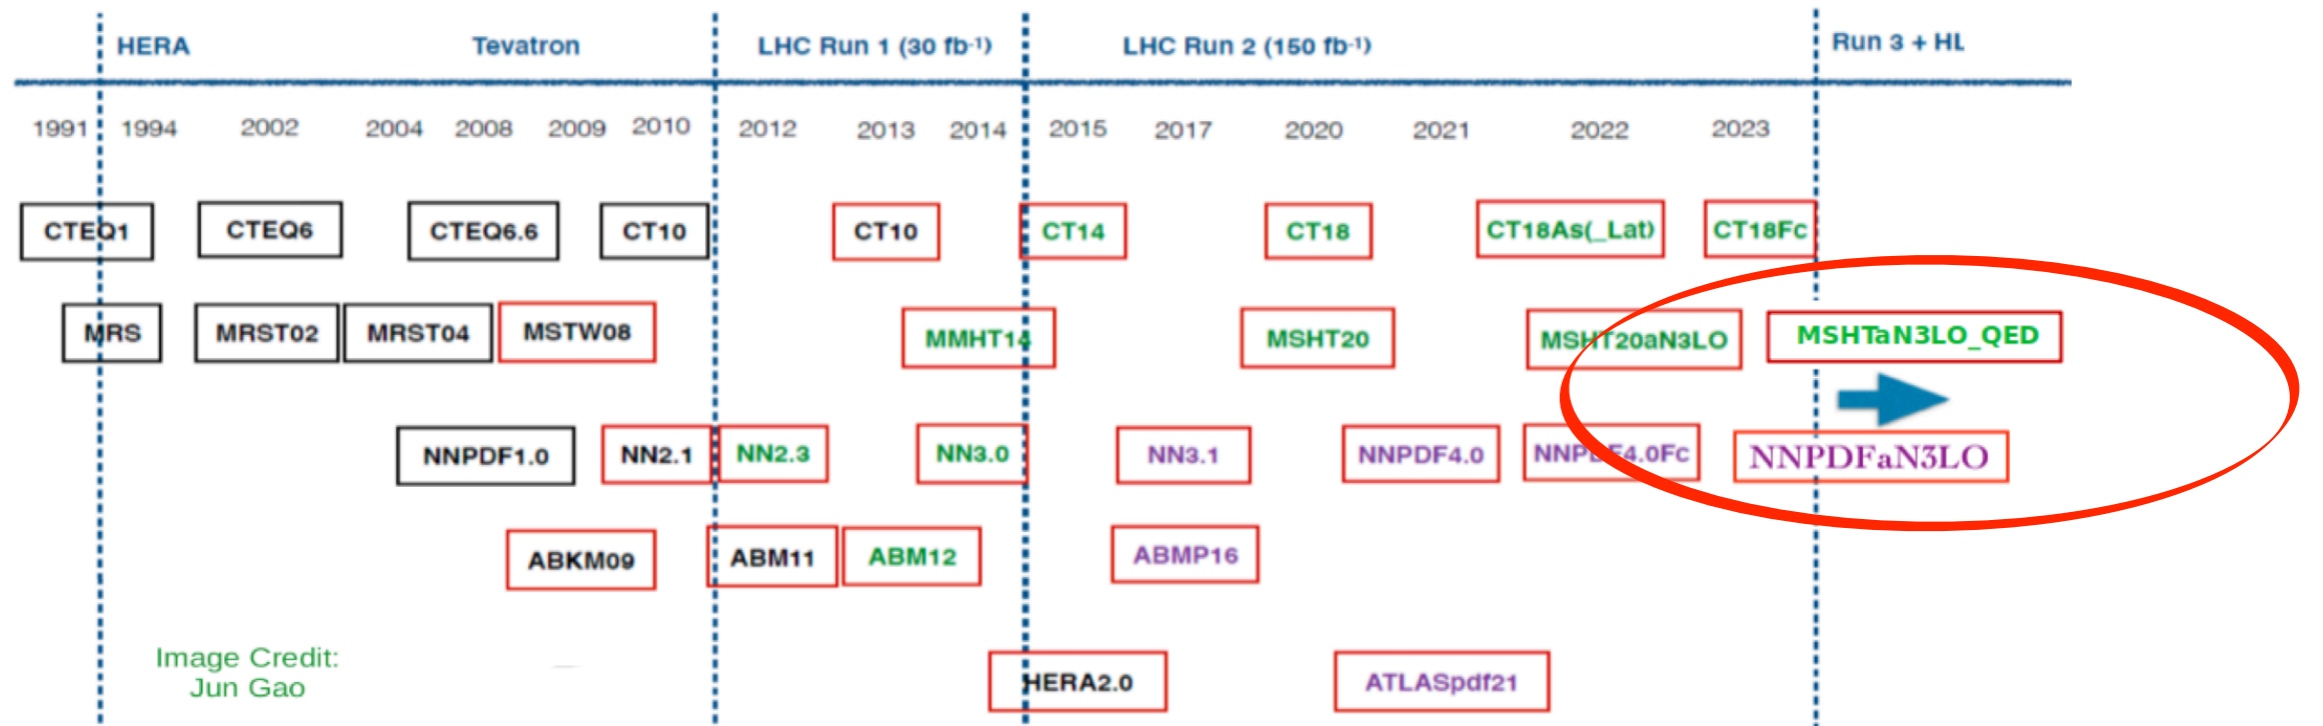 HERA Tevatron LHC Run 1 (30 fb-1) LHC Run 2 (150 fb-1) Run 3 + HL
1991 1994 2002 2004 2008 2009 2010 2012 2013 2014 2015 2017 2020 2021 2022 2023
CTEQ1 CTEQ6 CTEQ6.6 CT10 CT10 CT14 CT18 CT18As(_Lat) CT18Fc
MRS MRST02 MRST04 MSTW08 MMHT14 MSHT20 MSHT20aN3LO MSHTaN3LO_QED
NNPDF1.0 NN2.1 NN2.3 NN3.0 NN3.1 NNPDF4.0 NNPDF4.0Fc NNPDFaN3LO
ABKM09 ABM11 ABM12 ABMP16
HERA2.0 ATLASpdf21
Image Credit:
Jun Gao